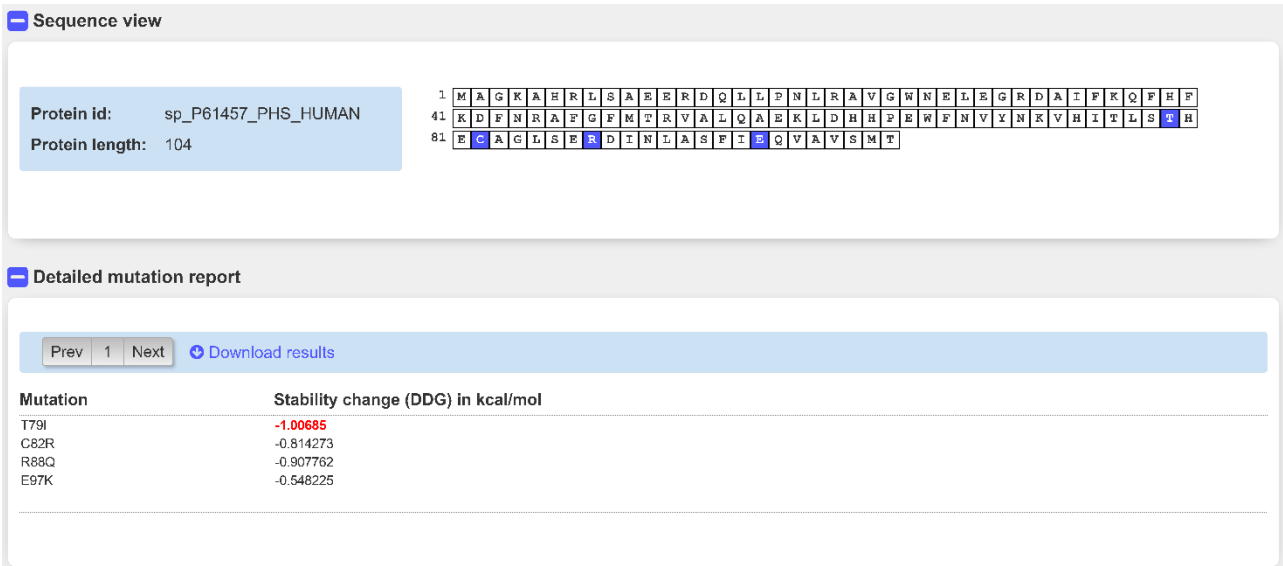 Sequence view
Protein id: sp_P61457_PHS_HUMAN
Protein length: 104
1 M A G K A H R L S A E E R D Q L L P N L R A V G W N E L E G R D A I F K Q F H F
41 K D F N R A F G F M T R V A L Q A E K L D H H P E W F N V Y N K V H I T L S T H
81 E C A G L S E R D I N L A S F I E Q V A V S M T
Detailed mutation report
Prev 1 Next Download results
Mutation Stability change (DDG) in kcal/mol
T79I -1.00685
C82R -0.814273
R88Q -0.907762
E97K -0.548225